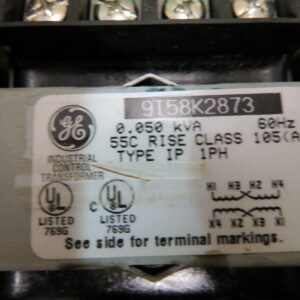 9T58K2873
0.050 kVA 60Hz
55C RISE CLASS 105(A
TYPE IP 1PH
GE
INDUSTRIAL
CONTROL
TRANSFORMER
UL
LISTED
769G
C UL
LISTED
769G
H1 H3 H2 H4
X4 X2 X3 X1
See side for terminal markings.